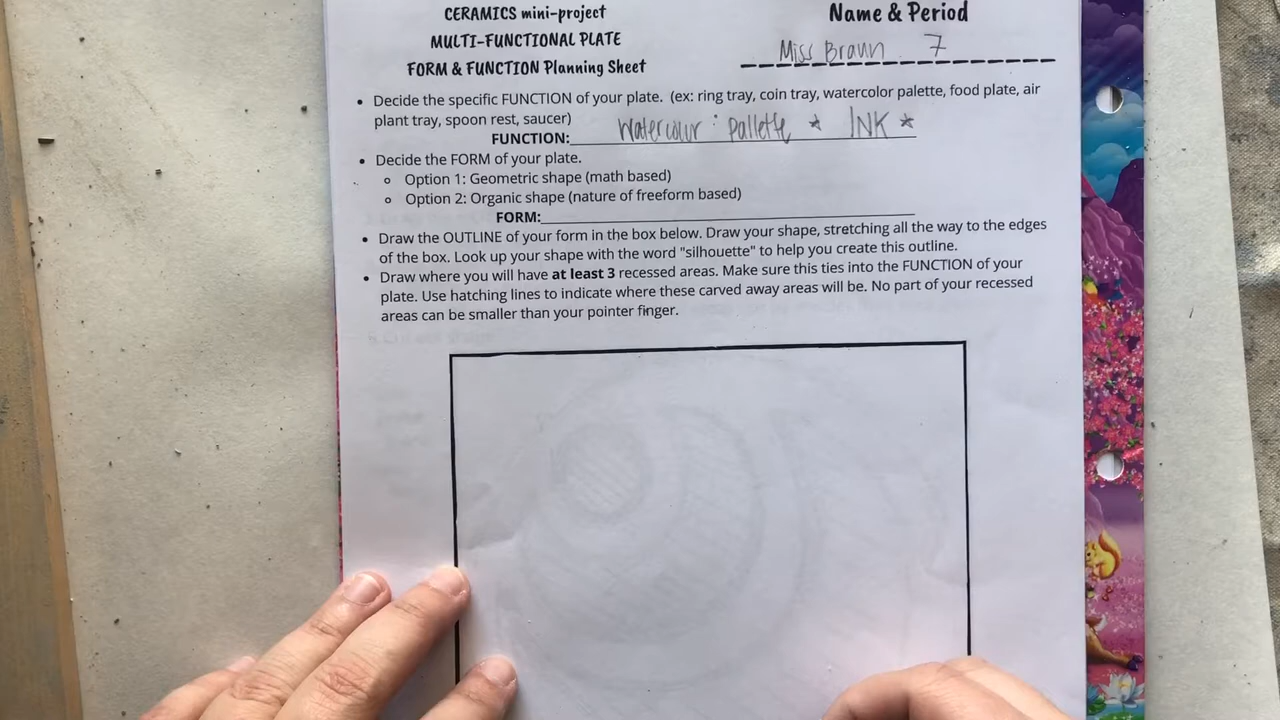 CERAMICS mini-project
MULTI-FUNCTIONAL PLATE
FORM & FUNCTION Planning Sheet
Name & Period
Miss Braun 7
• Decide the specific FUNCTION of your plate. (ex: ring tray, coin tray, watercolor palette, food plate, air
plant tray, spoon rest, saucer)
FUNCTION: Watercolour : pallette * INK *
• Decide the FORM of your plate.
o Option 1: Geometric shape (math based)
o Option 2: Organic shape (nature of freeform based)
FORM:
• Draw the OUTLINE of your form in the box below. Draw your shape, stretching all the way to the edges
of the box. Look up your shape with the word "silhouette" to help you create this outline.
• Draw where you will have at least 3 recessed areas. Make sure this ties into the FUNCTION of your
plate. Use hatching lines to indicate where these carved away areas will be. No part of your recessed
areas can be smaller than your pointer finger.